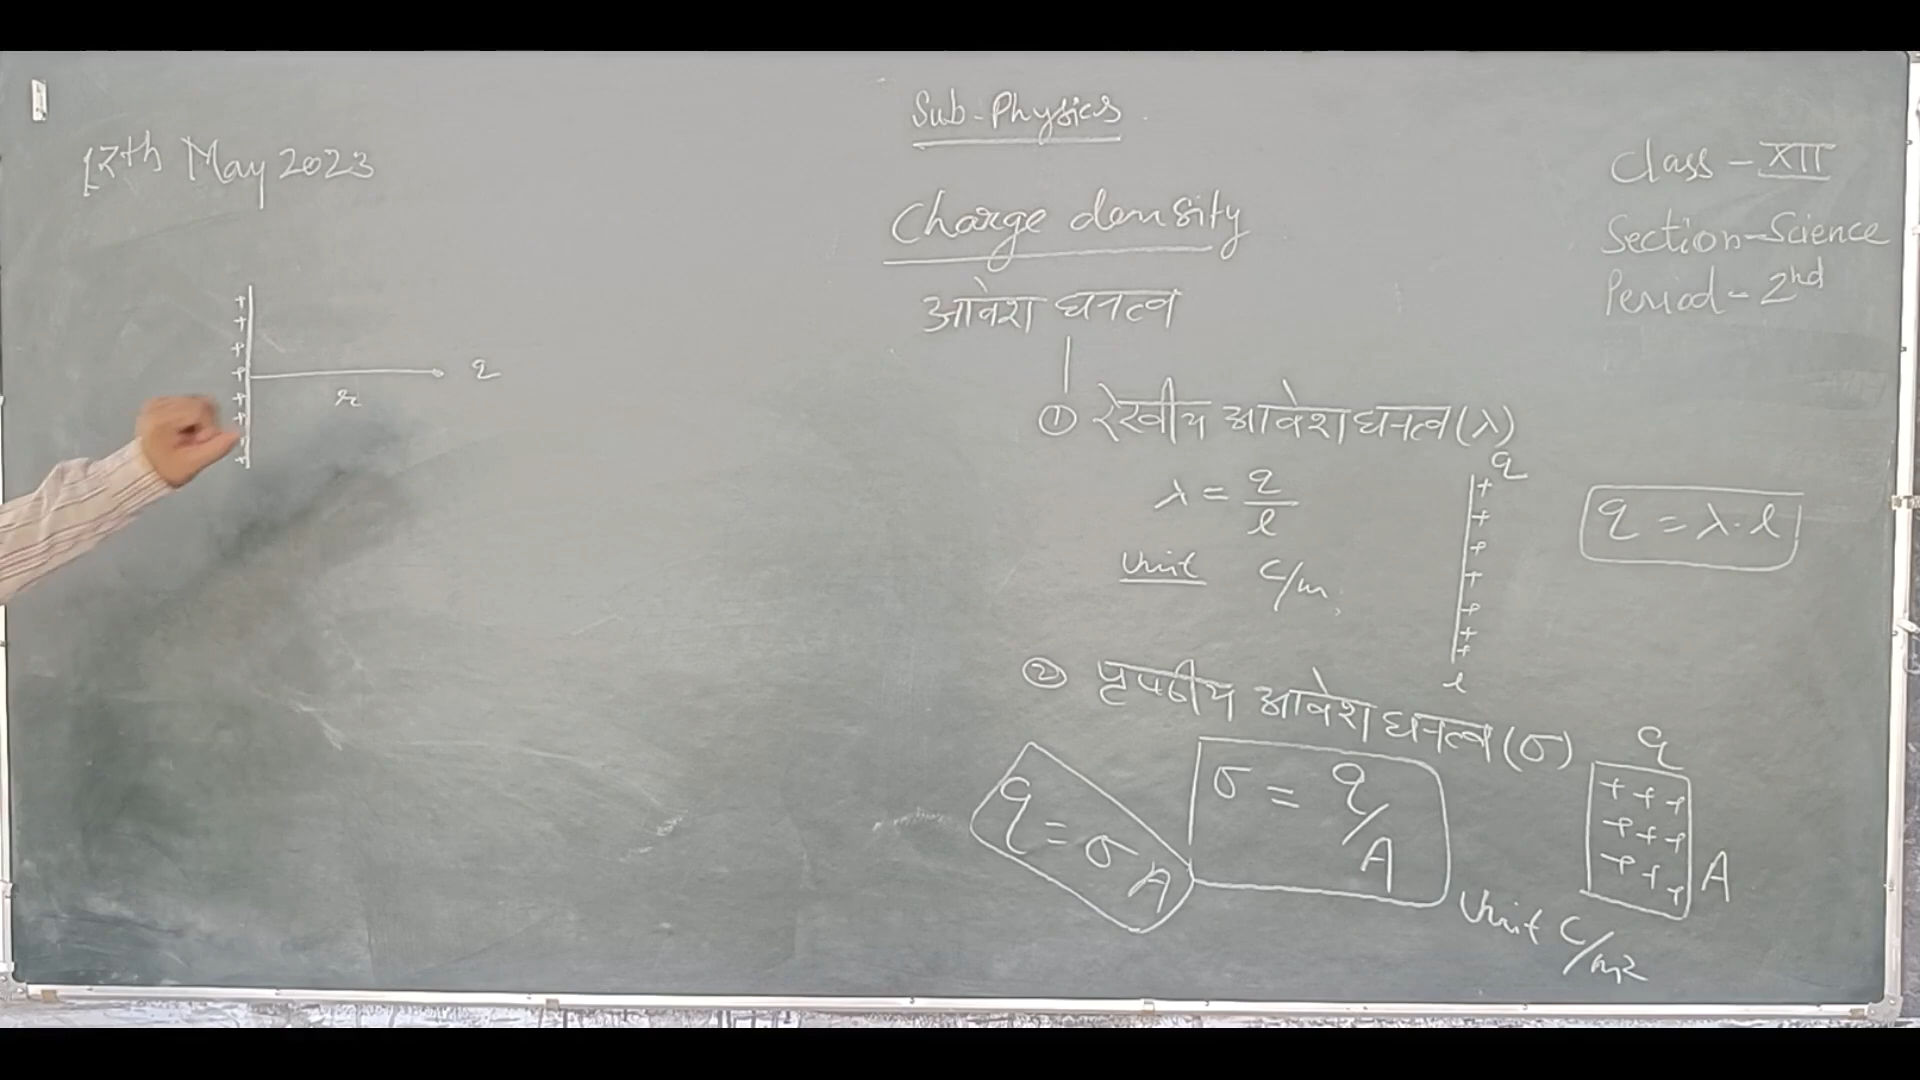 Sub-Physics
17th May 2023
Class-XII
Section-Science
Period-2nd
Charge density
आवेश घनत्व
① रेखीय आवेश घनत्व (λ)
λ = q/l
Unit C/m
q
l
q = λ.l
+ + + + + + + +
r
q
② पृष्ठीय आवेश घनत्व (σ)
q = σA
σ = q/A
q
+++
+++
+++
A
Unit C/m2